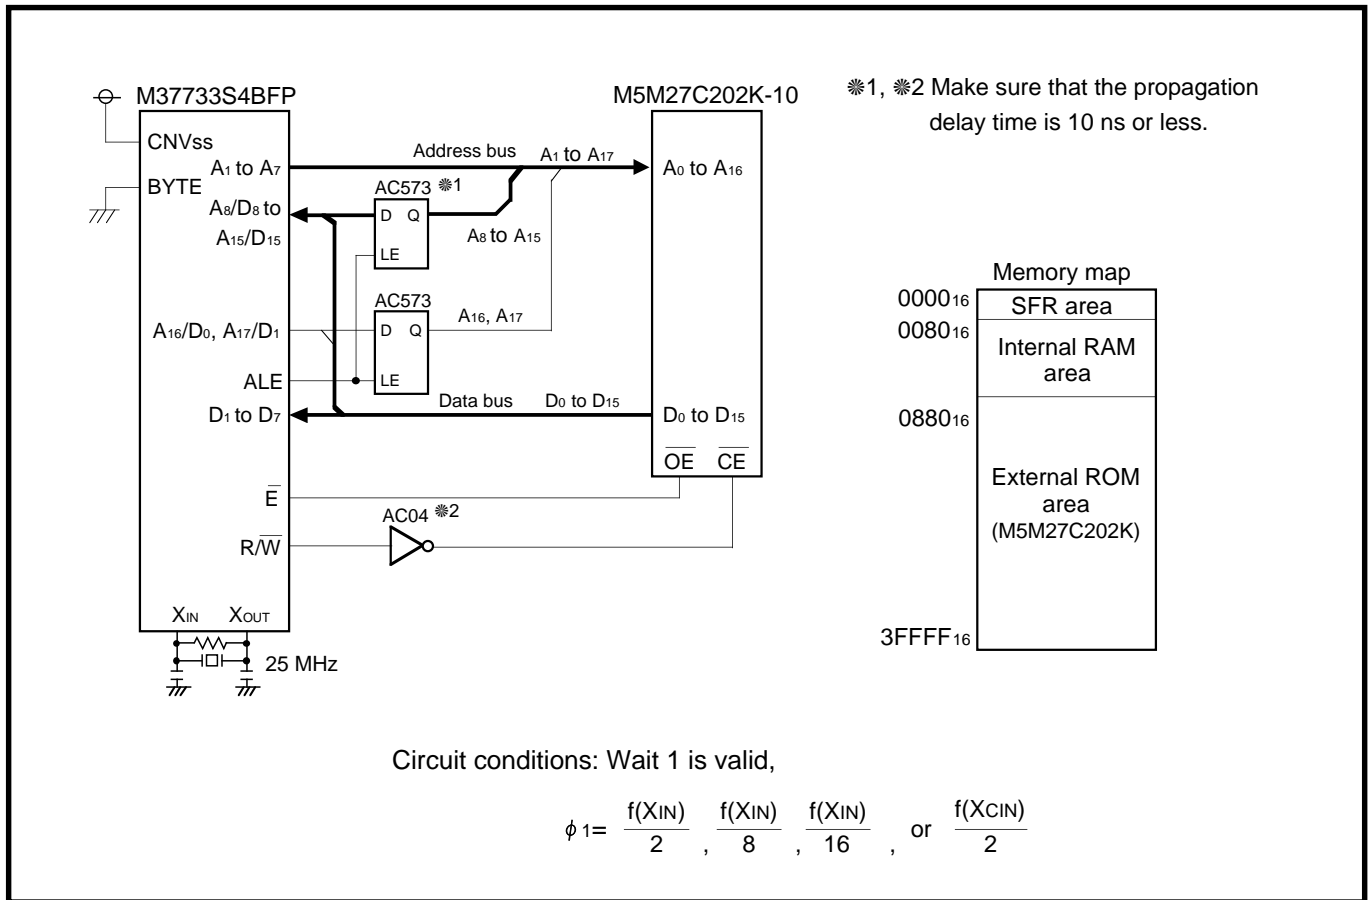 M37733S4BFP
M5M27C202K-10
CNVss
A1 to A7
BYTE
A8/D8 to
A15/D15
A16/D0, A17/D1
ALE
D1 to D7
E̅
R/W̅
XIN XOUT
25 MHz
Address bus A1 to A17
AC573 ※1
D Q
LE
A8 to A15
AC573
D Q
LE
A16, A17
Data bus D0 to D15
AC04 ※2
A0 to A16
D0 to D15
O̅E̅ C̅E̅
※1, ※2 Make sure that the propagation
delay time is 10 ns or less.
Memory map
000016
SFR area
008016
Internal RAM
area
088016
External ROM
area
(M5M27C202K)
3FFFF16
Circuit conditions: Wait 1 is valid,
ϕ1= f(XIN)/2 , f(XIN)/8 , f(XIN)/16 , or f(XCIN)/2